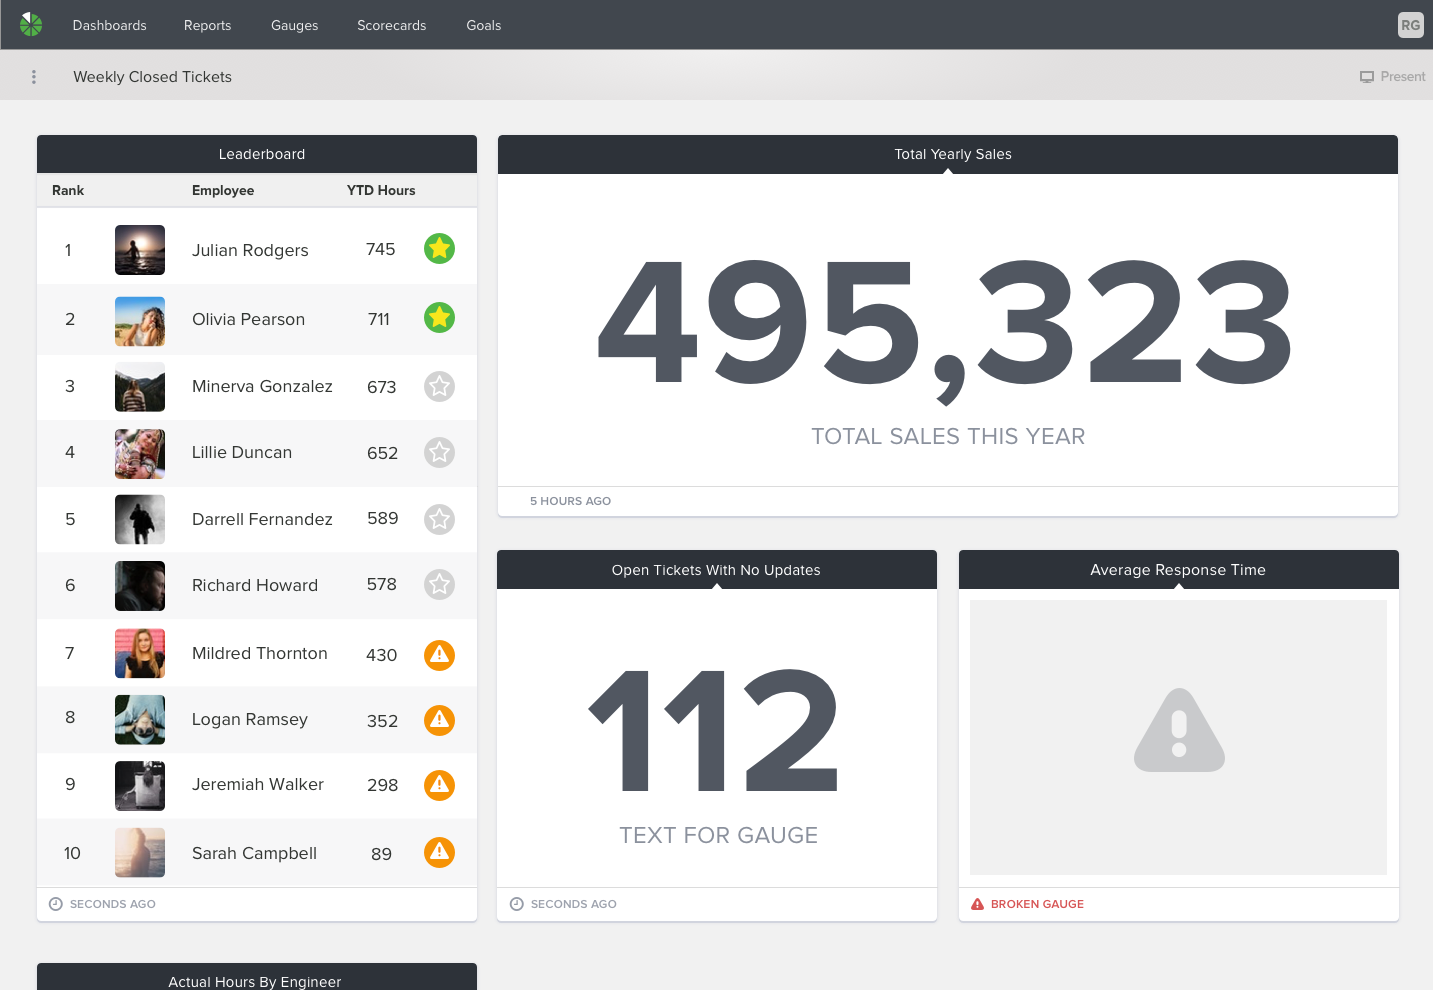 Dashboards Reports Gauges Scorecards Goals RG
Weekly Closed Tickets Present
Leaderboard
Rank Employee YTD Hours
1 Julian Rodgers 745
2 Olivia Pearson 711
3 Minerva Gonzalez 673
4 Lillie Duncan 652
5 Darrell Fernandez 589
6 Richard Howard 578
7 Mildred Thornton 430
8 Logan Ramsey 352
9 Jeremiah Walker 298
10 Sarah Campbell 89
SECONDS AGO
Total Yearly Sales
495,323
TOTAL SALES THIS YEAR
5 HOURS AGO
Open Tickets With No Updates
112
TEXT FOR GAUGE
SECONDS AGO
Average Response Time
BROKEN GAUGE
Actual Hours By Engineer